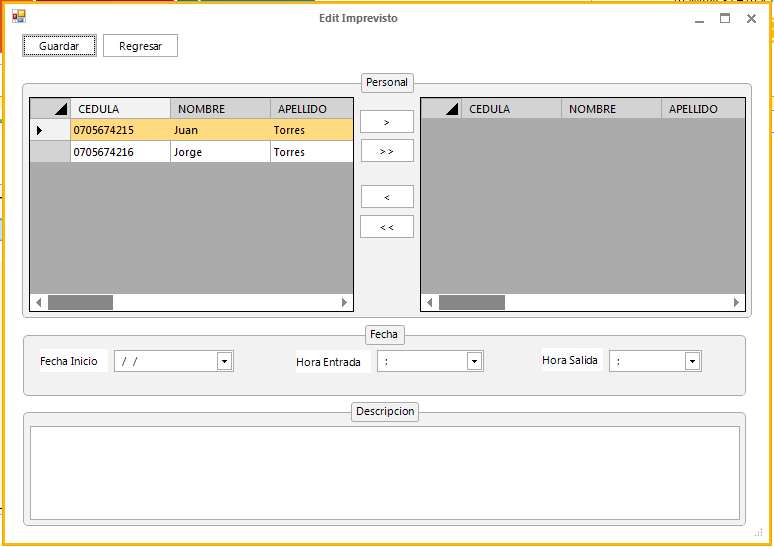 Edit Imprevisto
Guardar Regresar
Personal
CEDULA NOMBRE APELLIDO
0705674215 Juan Torres
0705674216 Jorge Torres
>
>>
<
<<
CEDULA NOMBRE APELLIDO
Fecha
Fecha Inicio / / Hora Entrada : Hora Salida :
Descripcion